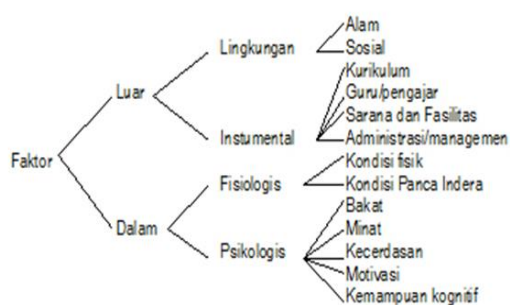 Faktor
Luar
Lingkungan
Alam
Sosial
Instumental
Kurikulum
Guru/pengajar
Sarana dan Fasilitas
Administrasi/managemen
Dalam
Fisiologis
Kondisi fisik
Kondisi Panca Indera
Psikologis
Bakat
Minat
Kecerdasan
Motivasi
Kemampuan kognitif